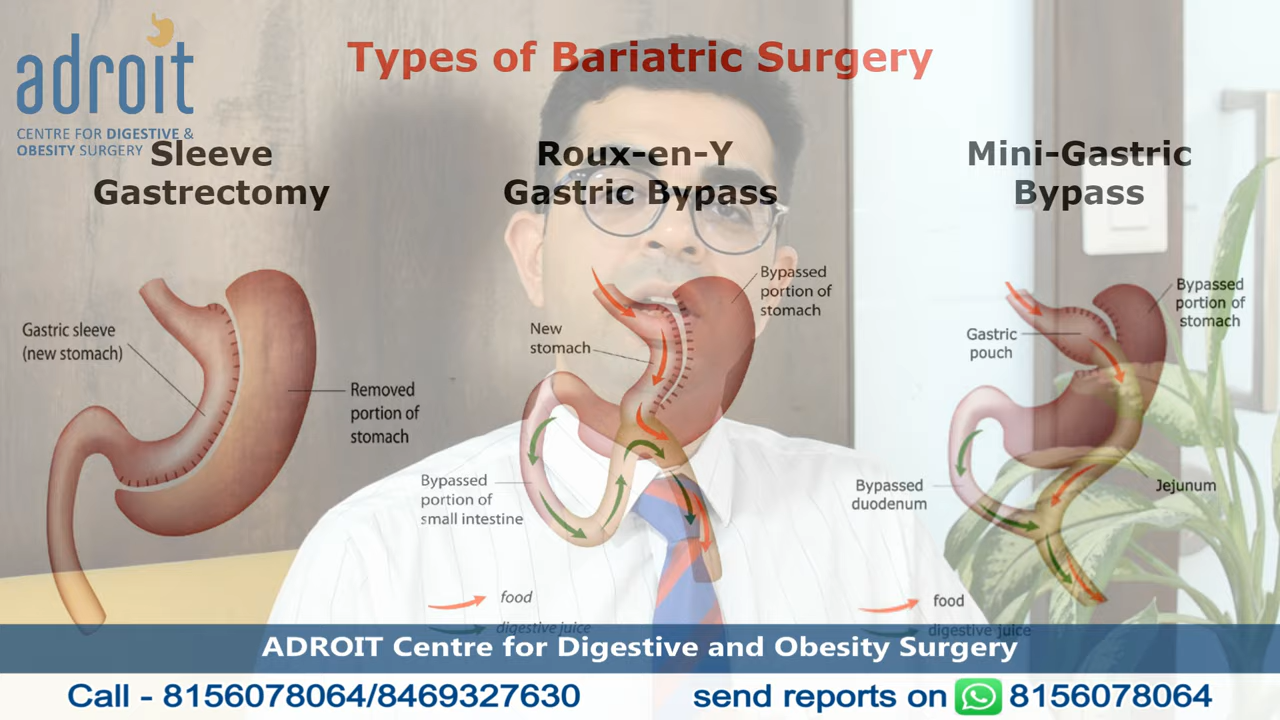 adroit
CENTRE FOR DIGESTIVE &
OBESITY SURGERY
Types of Bariatric Surgery
Sleeve
Gastrectomy
Gastric sleeve
(new stomach)
Removed
portion of
stomach
Roux-en-Y
Gastric Bypass
Bypassed
portion of
stomach
New
stomach
Bypassed
portion of
small intestine
food
digestive juice
Mini-Gastric
Bypass
Bypassed
portion of
stomach
Gastric
pouch
Bypassed
duodenum
Jejunum
food
digestive juice
ADROIT Centre for Digestive and Obesity Surgery
Call - 8156078064/8469327630
send reports on 8156078064